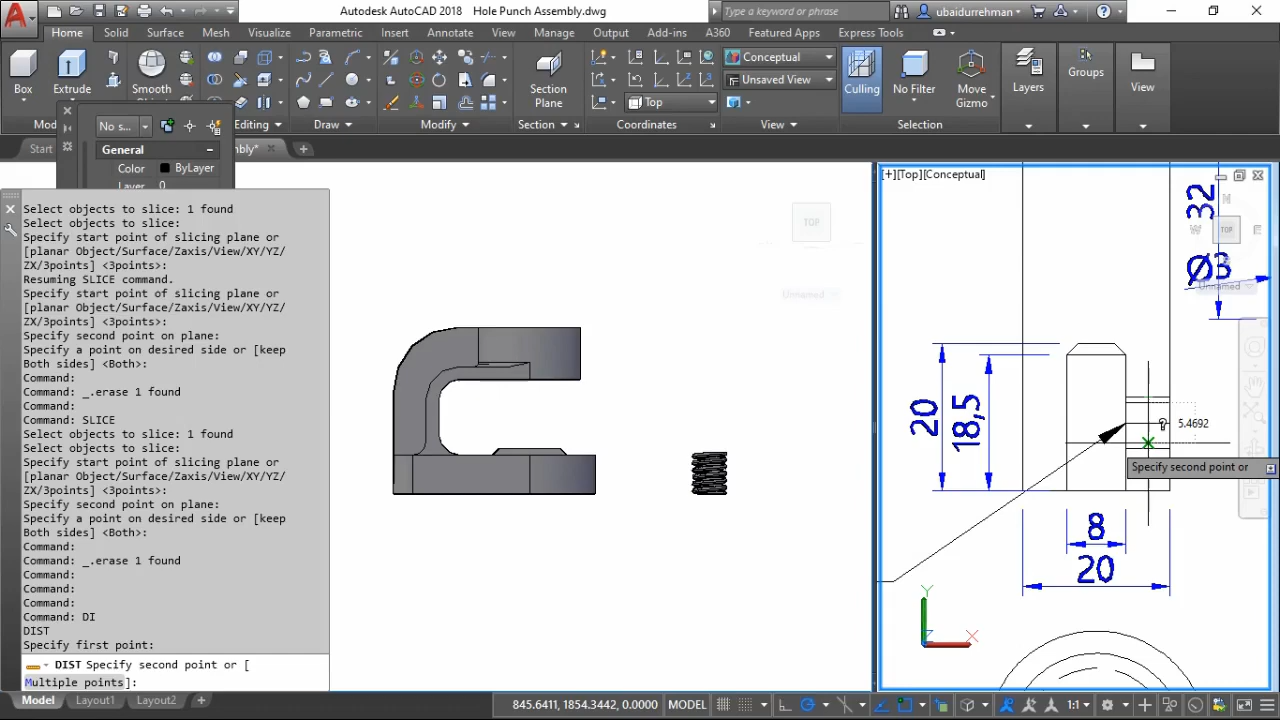 Autodesk AutoCAD 2018 Hole Punch Assembly.dwg
Type a keyword or phrase
ubaidurrehman
Home Solid Surface Mesh Visualize Parametric Insert Annotate View Manage Output Add-ins A360 Featured Apps Express Tools
Box
Extrude
Smooth
Object
Section
Plane
Conceptual
Unsaved View
Top
Culling
No Filter
Move
Gizmo
Layers
Groups
View
Editing
Draw
Modify
Section
Coordinates
View
Selection
No s...
Start
General
Color ByLayer
Layer 0
Select objects to slice: 1 found
Select objects to slice:
Specify start point of slicing plane or
[planar Object/Surface/Zaxis/View/XY/YZ/
ZX/3points] <3points>:
Resuming SLICE command.
Specify start point of slicing plane or
[planar Object/Surface/Zaxis/View/XY/YZ/
ZX/3points] <3points>:
Specify second point on plane:
Specify a point on desired side or [keep
Both sides] <Both>:
Command:
Command: _.erase 1 found
Command:
Command: SLICE
Select objects to slice: 1 found
Select objects to slice:
Specify start point of slicing plane or
[planar Object/Surface/Zaxis/View/XY/YZ/
ZX/3points] <3points>:
Specify second point on plane:
Specify a point on desired side or [keep
Both sides] <Both>:
Command:
Command: _.erase 1 found
Command:
Command:
Command:
Command: DI
DIST
Specify first point:
DIST Specify second point or [
Multiple points]:
TOP
Unnamed
[+][Top][Conceptual]
N
W
TOP
E
Unnamed
32
Ø3
20
18,5
8
20
5.4692
Specify second point or
Y
Z
X
Model Layout1 Layout2
845.6411, 1854.3442, 0.0000 MODEL
1:1